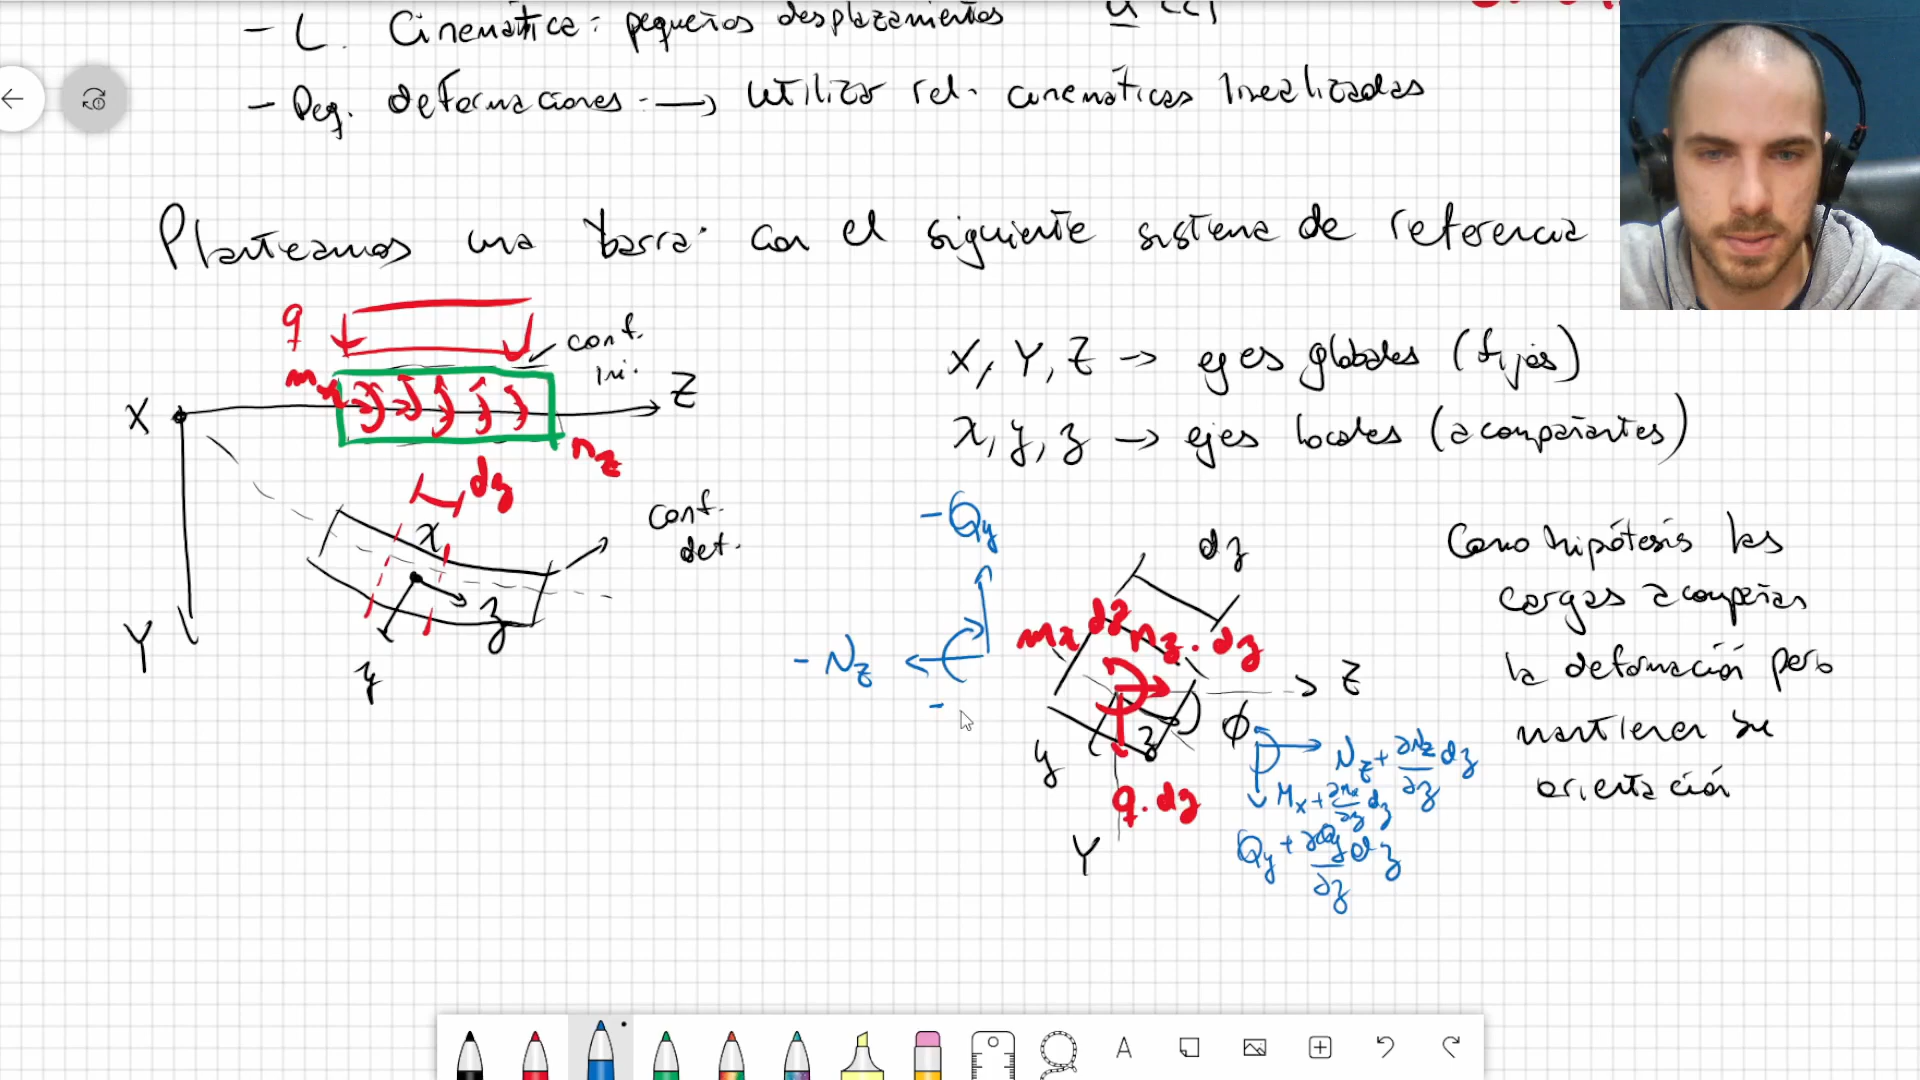 - L. Cinemática: pequeños desplazamientos u <<1
- Peq. deformaciones: → Utilizar rel. cinemáticas linealizadas
Planteamos una barra con el siguiente sistema de referencia
q
conf.
ini.
mx
X
Z
nz
dz
Y
x
z
y
conf.
def.
X, Y, Z → ejes globales (fijos)
x, y, z → ejes locales (acompañantes)
-Qy
dz
mx dz
nz. dz
- Nz
-
Z
ϕ
y
z
q. dz
Y
Nz + ∂Nz/∂z dz
Mx + ∂Mx/∂z dz
Qy + ∂Qy/∂z dz
Como hipótesis las
cargas acompañan
la deformación pero
mantienen su
orientación
A